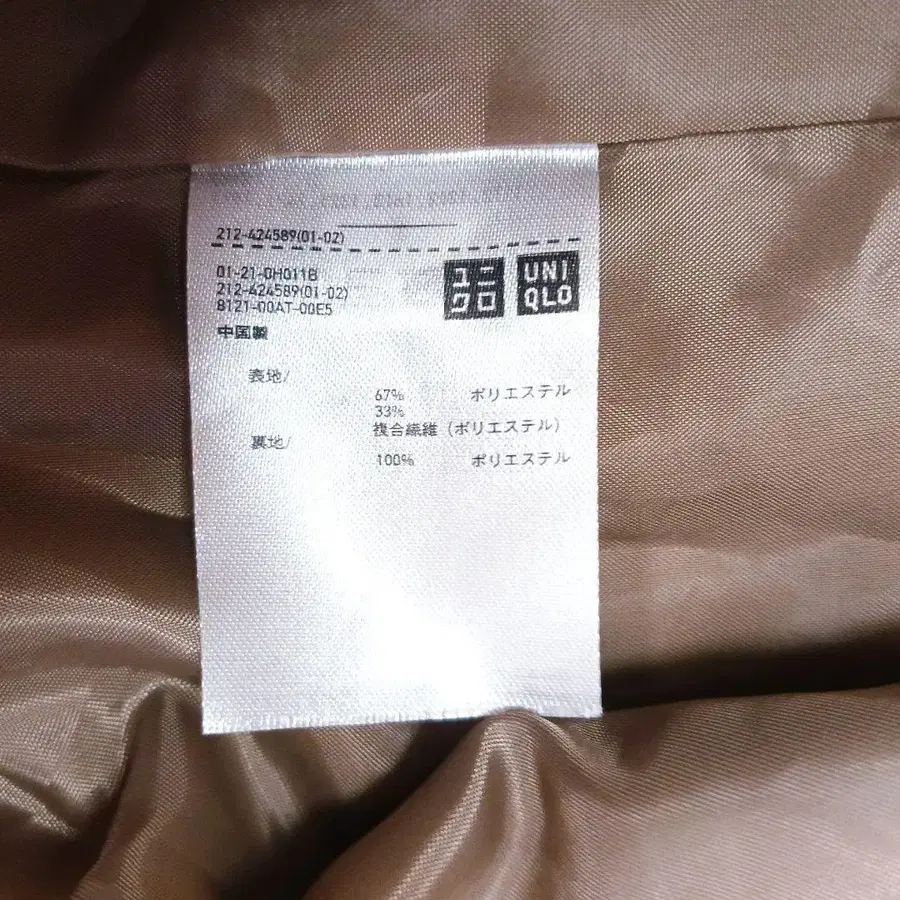 212-424589(01-02)
01-21-0H011B
212-424589(01-02)
8121-00AT-00E5
中国製
ユニ
クロ
UNI
QLO
表地/
67% ポリエステル
33%
複合繊維(ポリエステル)
裏地/
100% ポリエステル